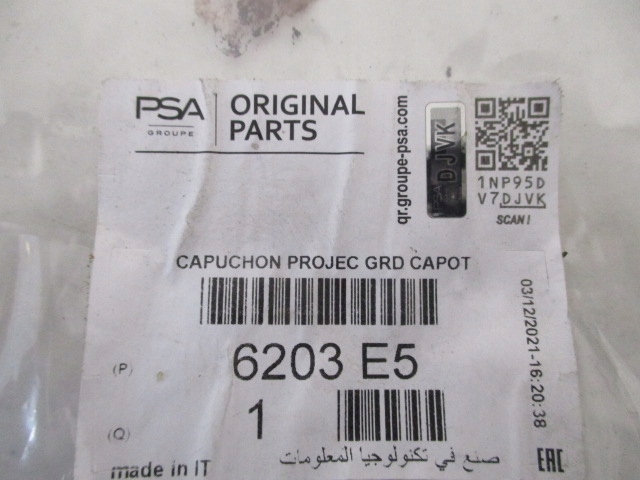 PSA
GROUPE
ORIGINAL
PARTS
qr.groupe-psa.com
PSA DJVK
1NP95D
V7DJVK
SCAN!
CAPUCHON PROJEC GRD CAPOT
03/12/2021-16:20:38
(P)
6203 E5
(Q)
1
made in IT
صنع في تكنولوجيا المعلومات
EAC